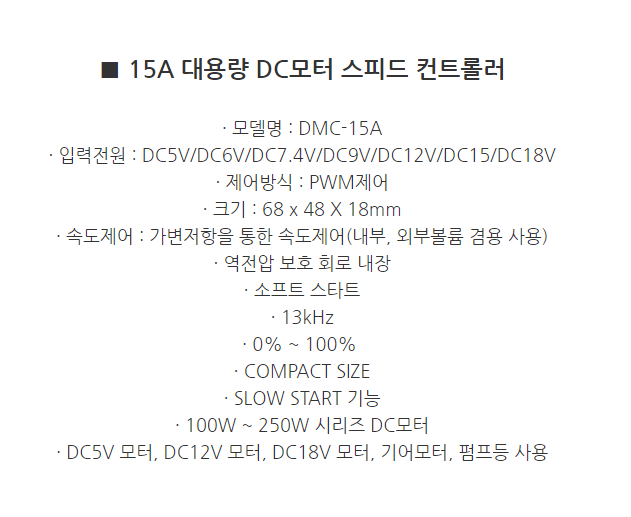 ■ 15A 대용량 DC모터 스피드 컨트롤러
· 모델명 : DMC-15A
· 입력전원 : DC5V/DC6V/DC7.4V/DC9V/DC12V/DC15/DC18V
· 제어방식 : PWM제어
· 크기 : 68 x 48 X 18mm
· 속도제어 : 가변저항을 통한 속도제어(내부, 외부볼륨 겸용 사용)
· 역전압 보호 회로 내장
· 소프트 스타트
· 13kHz
· 0% ~ 100%
· COMPACT SIZE
· SLOW START 기능
· 100W ~ 250W 시리즈 DC모터
· DC5V 모터, DC12V 모터, DC18V 모터, 기어모터, 펌프등 사용